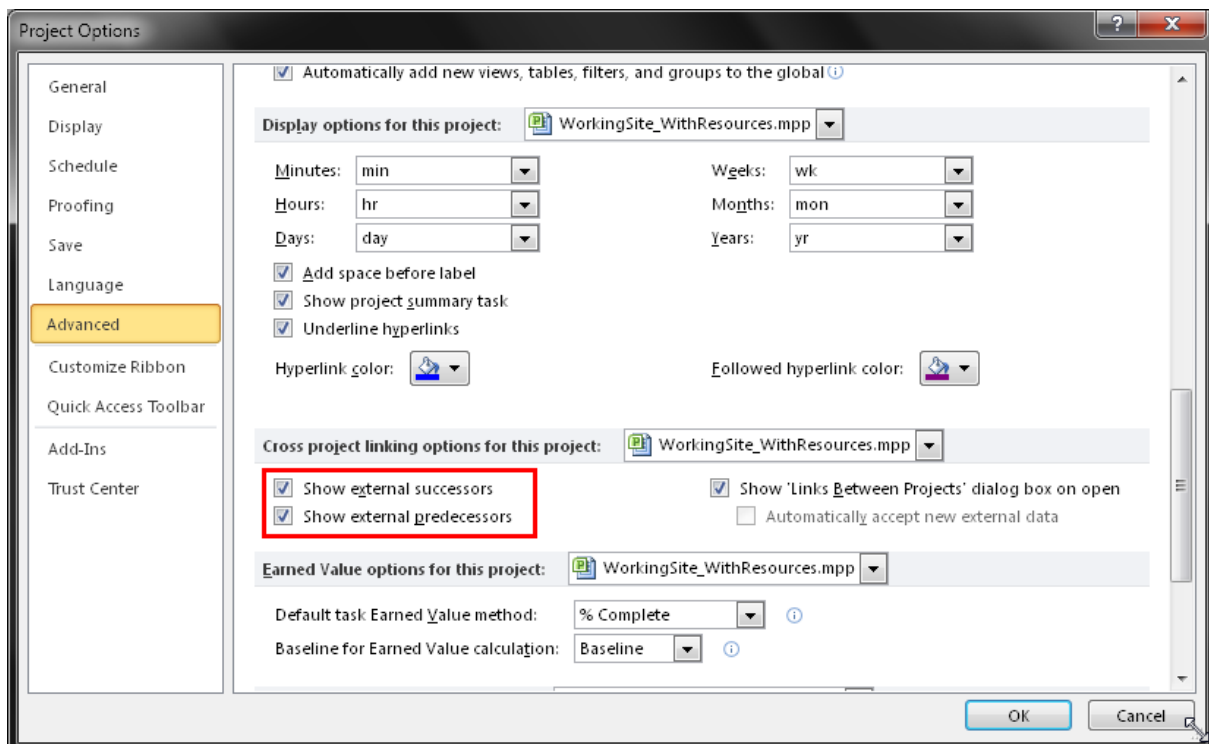 Project Options
?
X
General
Display
Schedule
Proofing
Save
Language
Advanced
Customize Ribbon
Quick Access Toolbar
Add-Ins
Trust Center
Automatically add new views, tables, filters, and groups to the global
Display options for this project: WorkingSite_WithResources.mpp
Minutes: min Weeks: wk
Hours: hr Months: mon
Days: day Years: yr
Add space before label
Show project summary task
Underline hyperlinks
Hyperlink color: Followed hyperlink color:
Cross project linking options for this project: WorkingSite_WithResources.mpp
Show external successors Show 'Links Between Projects' dialog box on open
Show external predecessors Automatically accept new external data
Earned Value options for this project: WorkingSite_WithResources.mpp
Default task Earned Value method: % Complete
Baseline for Earned Value calculation: Baseline
OK Cancel